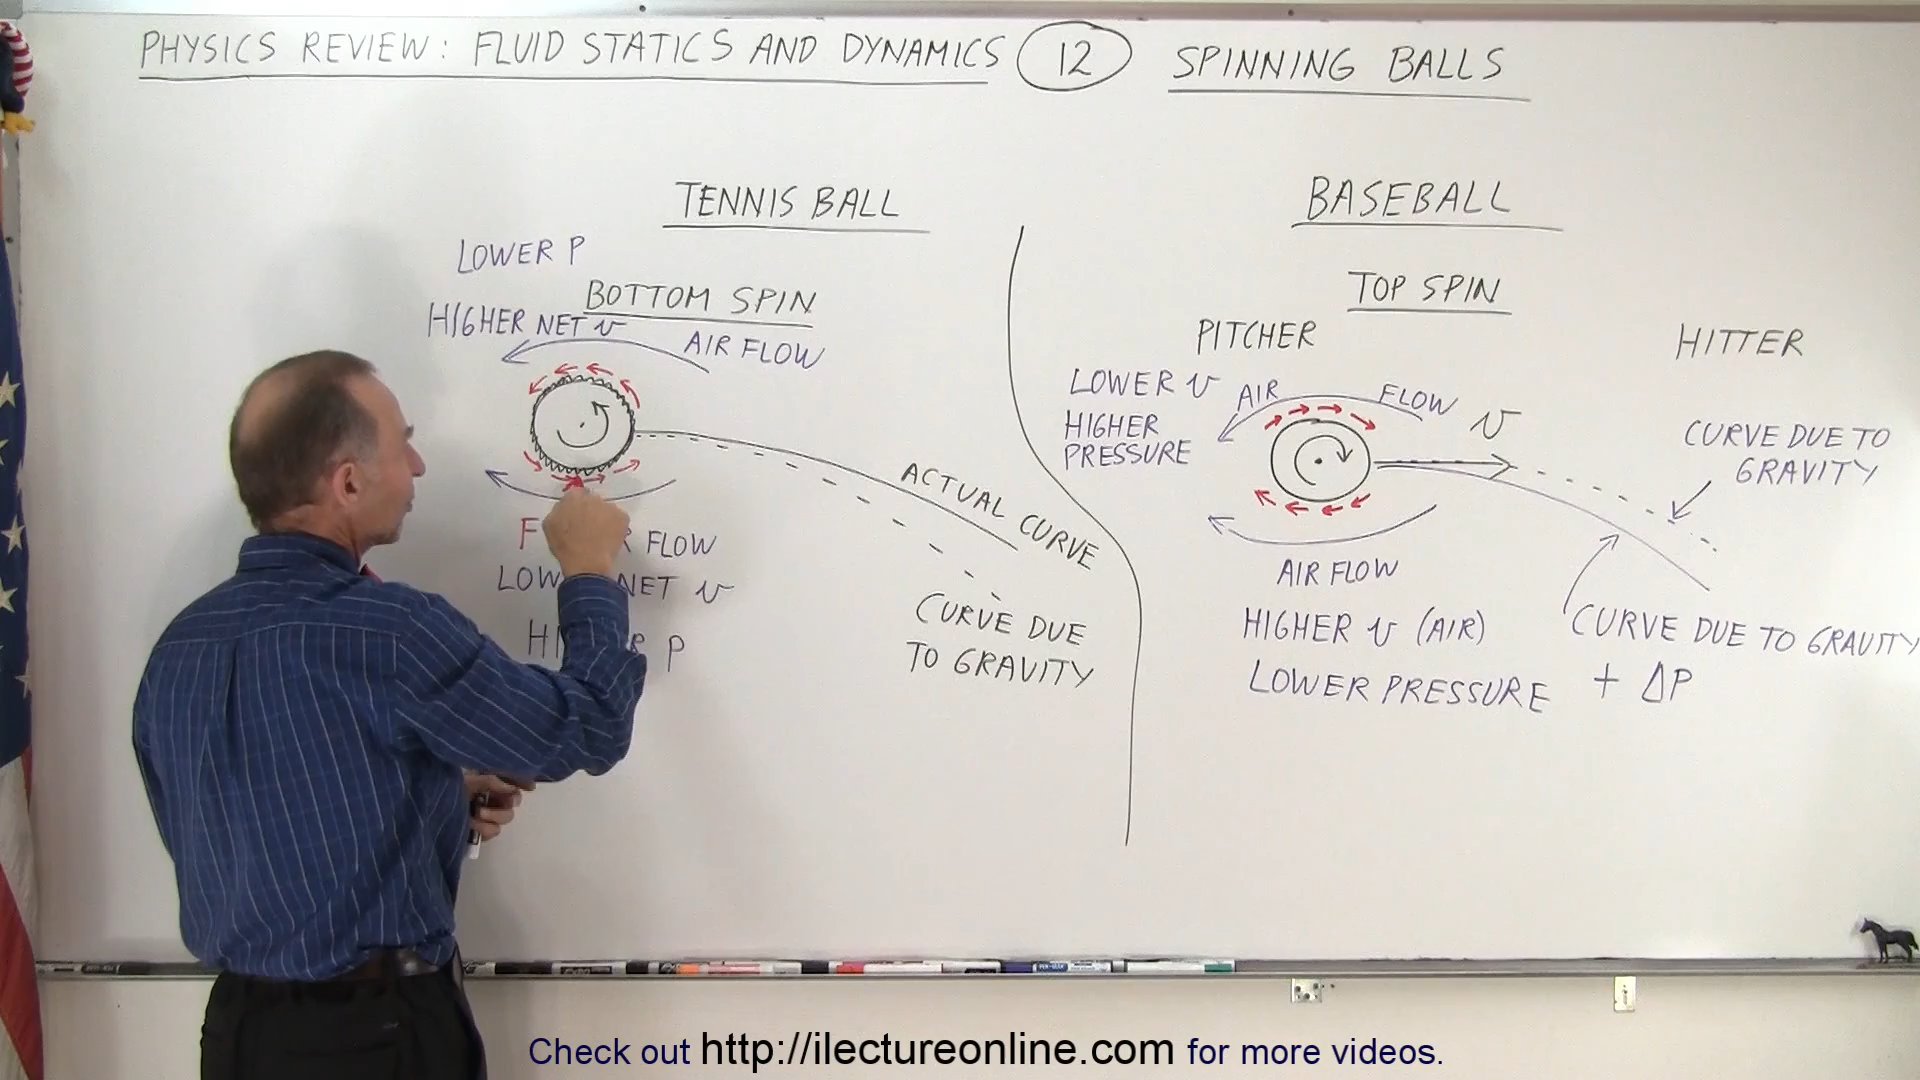 PHYSICS REVIEW: FLUID STATICS AND DYNAMICS 12 SPINNING BALLS
TENNIS BALL
LOWER P
BOTTOM SPIN
HIGHER NET v
AIR FLOW
FLOW
NET v
p
ACTUAL CURVE
CURVE DUE
TO GRAVITY
BASEBALL
TOP SPIN
PITCHER
HITTER
LOWER v
HIGHER
PRESSURE
AIR FLOW
v
CURVE DUE TO
GRAVITY
AIR FLOW
HIGHER v (AIR)
LOWER PRESSURE
CURVE DUE TO GRAVITY
+ ΔP
Check out http://ilectureonline.com for more videos.